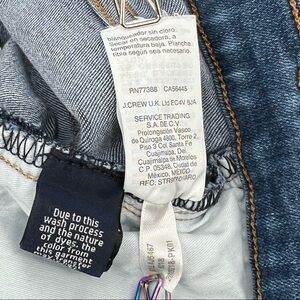 blanqueador sin cloro.
Secar en secadora, a
temperatura baja. Plancha
tibia según sea necesario.
RN77388 CA56445
J.CREW U.K. Ltd EC4V 6JA
SERVICE TRADING
S.A. DE C.V.
Prolongación Vasco
de Quiroga 4800, Torre 2,
Piso 3 Col. Santa Fe
Cuajimalpa, Del.
Cuajimalpa de Morelos
C.P. 05348, Ciudad de
México, MEXICO
RFC:
Due to this
wash process
and the nature
of dyes, the
color from
this garment
may transfer